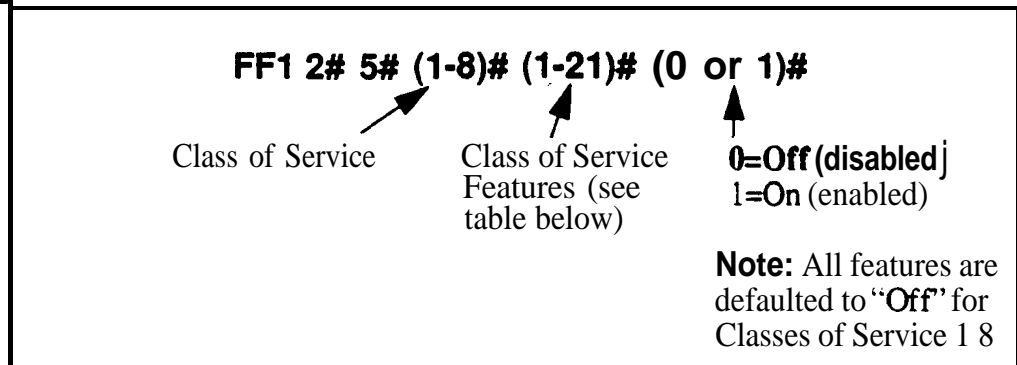 FF1 2# 5# (1-8)# (1-21)# (0 or 1)#
Class of Service
Class of Service
Features (see
table below)
0=Off (disabled j
1=On (enabled)
Note: All features are
defaulted to "Off" for
Classes of Service 1 8